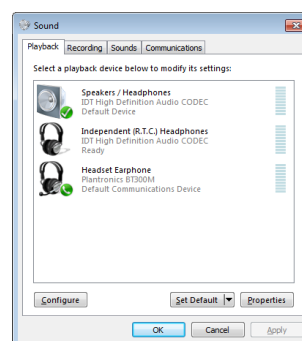 Sound
Playback Recording Sounds Communications
Select a playback device below to modify its settings:
Speakers / Headphones
IDT High Definition Audio CODEC
Default Device
Independent (R.T.C.) Headphones
IDT High Definition Audio CODEC
Ready
Headset Earphone
Plantronics BT300M
Default Communications Device
Configure Set Default Properties
OK Cancel Apply